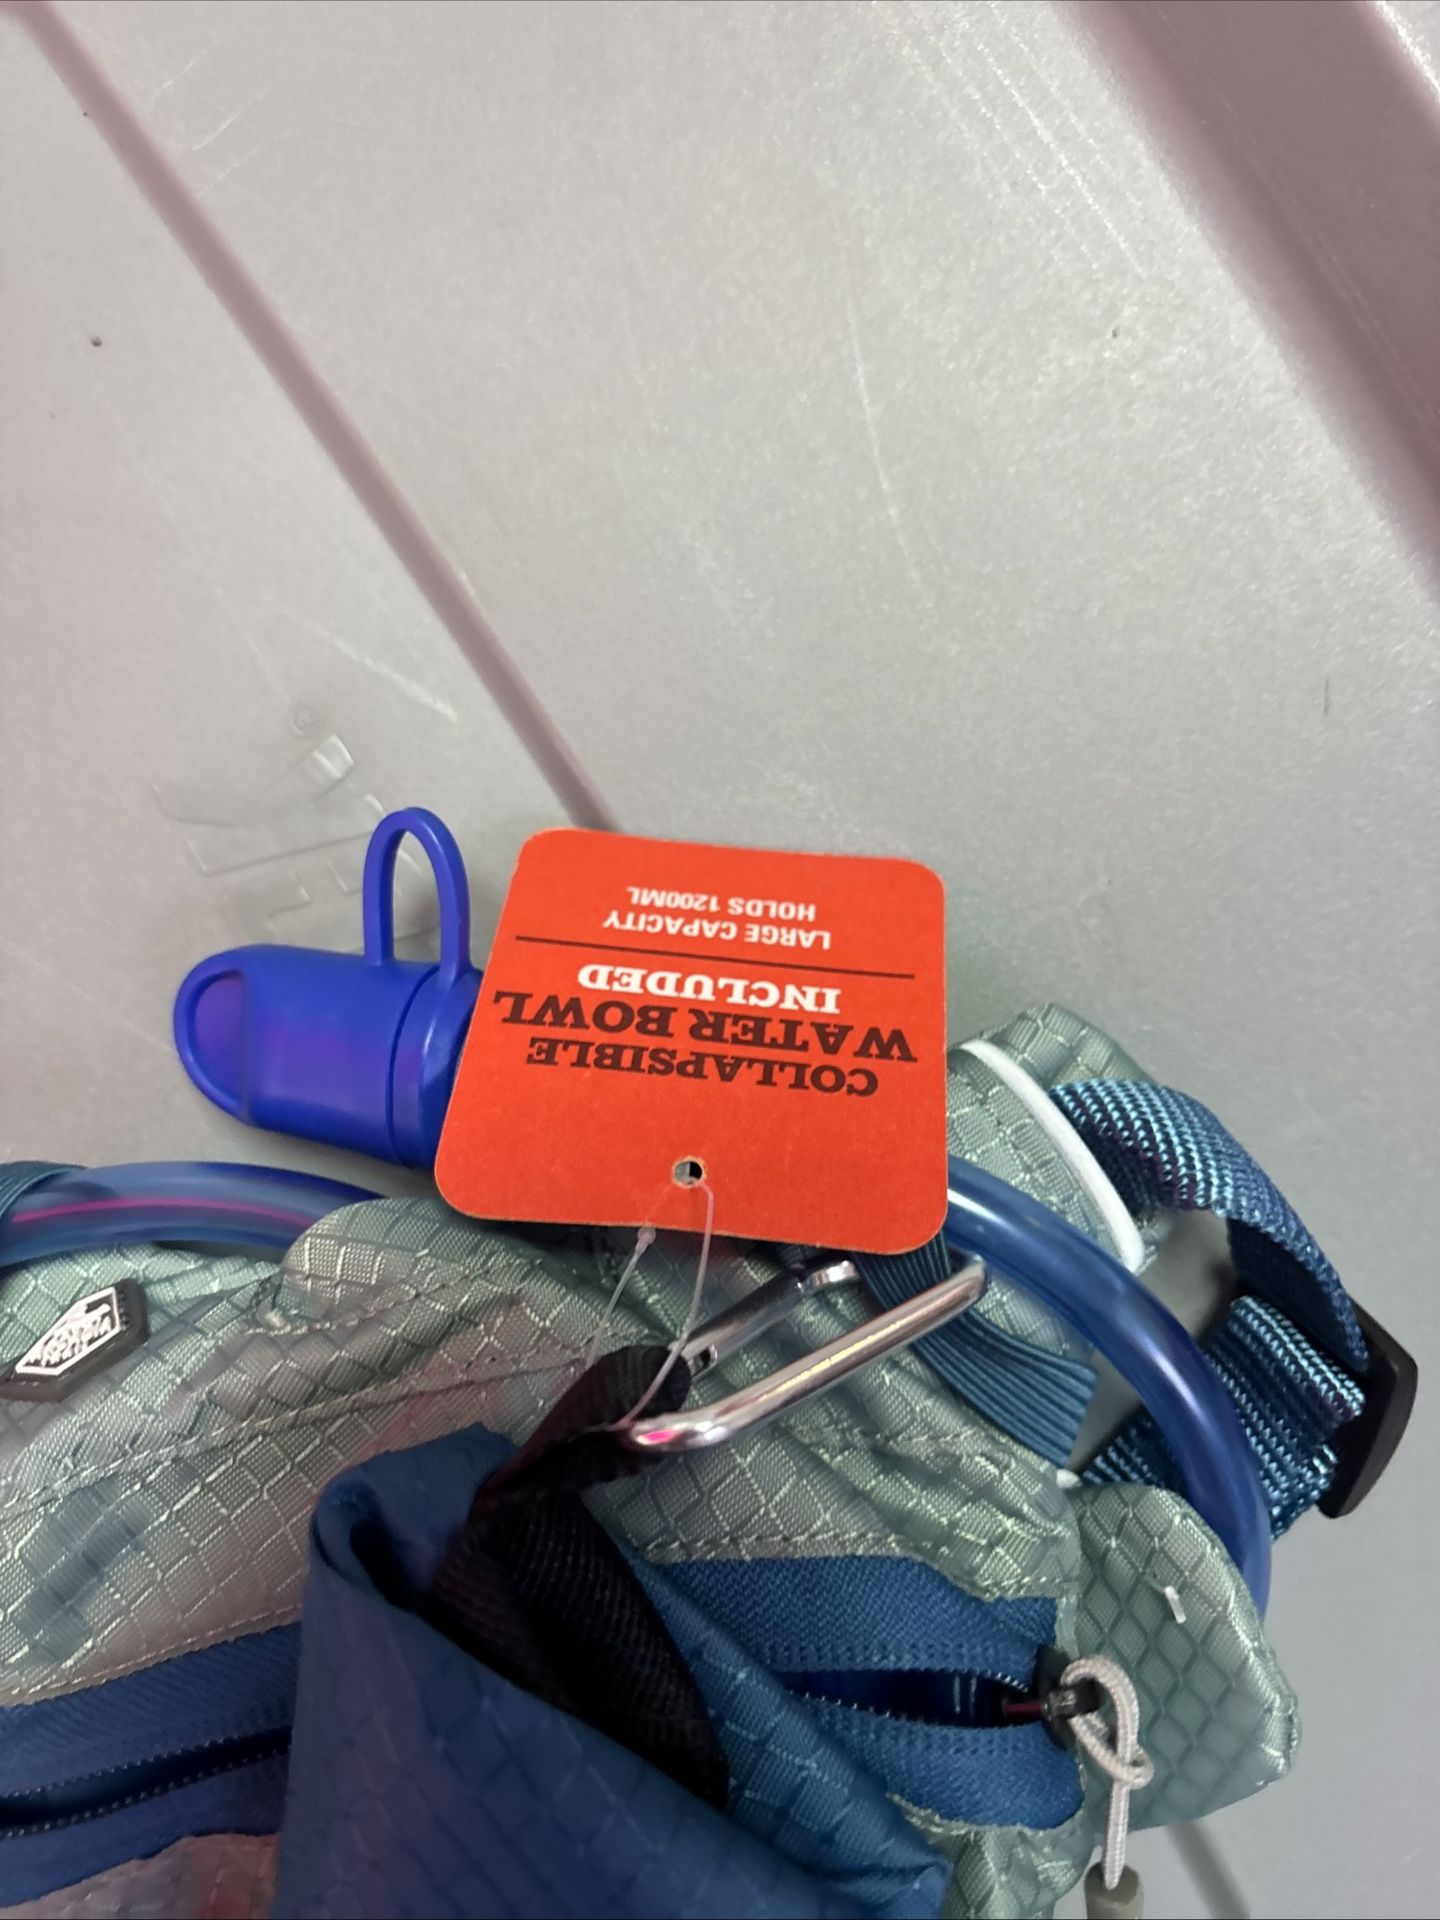 COLLAPSIBLE
WATER BOWL
INCLUDED
LARGE CAPACITY
HOLDS 1200ML